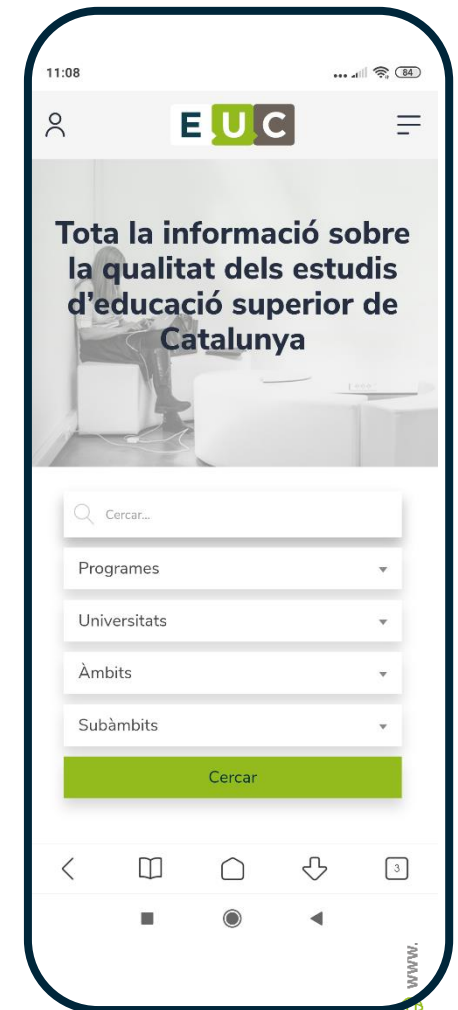 11:08
84
EUC
Tota la informació sobre
la qualitat dels estudis
d’educació superior de
Catalunya
Cercar...
Programes
Universitats
Àmbits
Subàmbits
Cercar
3
www.